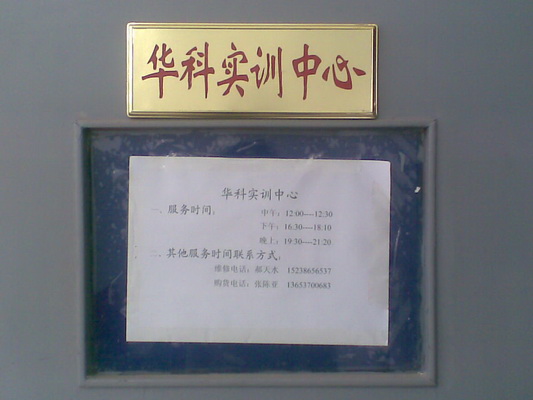 华科实训中心
华科实训中心
一、服务时间：
中午：12:00----12:30
下午：16:30----18:10
晚上：19:30----21:20
二、其他服务时间联系方式：
维修电话：郝天水 15238656537
购货电话：张陈亚 13653700683